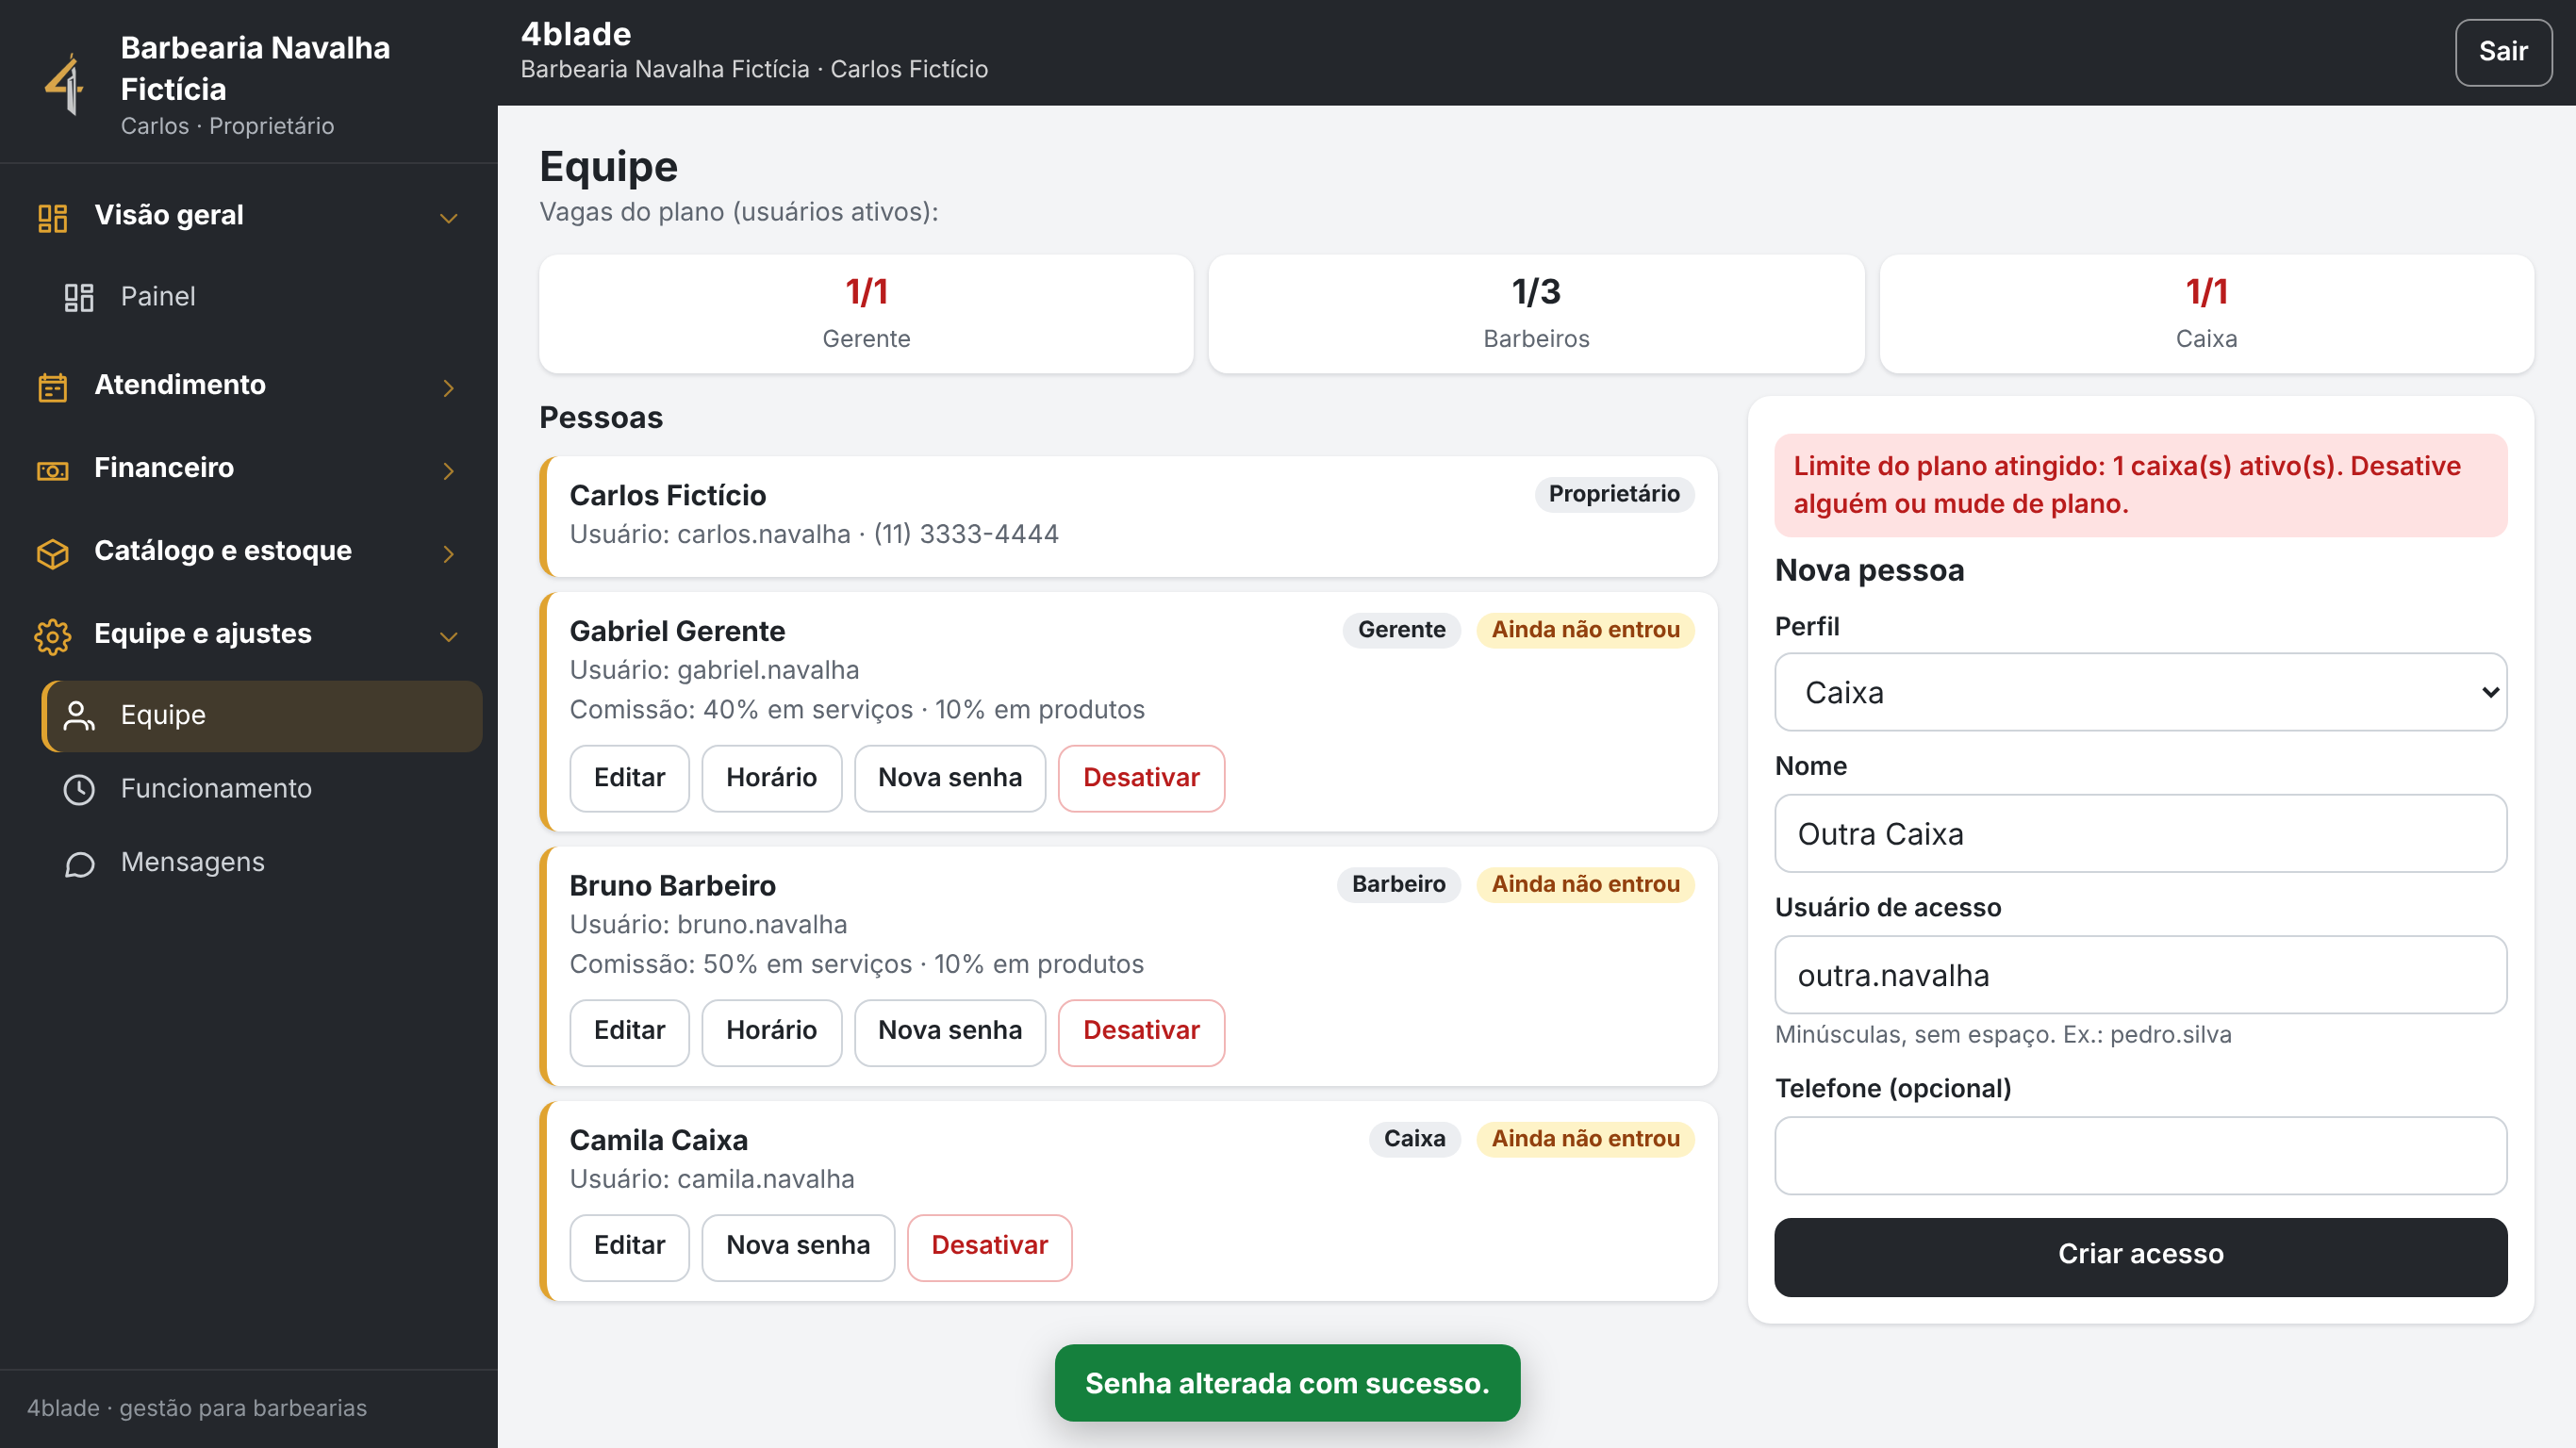 Barbearia Navalha
Fictícia
Carlos · Proprietário
Visão geral
Painel
Atendimento
Financeiro
Catálogo e estoque
Equipe e ajustes
Equipe
Funcionamento
Mensagens
4blade · gestão para barbearias
4blade
Barbearia Navalha Fictícia · Carlos Fictício
Sair
Equipe
Vagas do plano (usuários ativos):
1/1
Gerente
1/3
Barbeiros
1/1
Caixa
Pessoas
Carlos Fictício
Proprietário
Usuário: carlos.navalha · (11) 3333-4444
Gabriel Gerente
Gerente
Ainda não entrou
Usuário: gabriel.navalha
Comissão: 40% em serviços · 10% em produtos
Editar
Horário
Nova senha
Desativar
Bruno Barbeiro
Barbeiro
Ainda não entrou
Usuário: bruno.navalha
Comissão: 50% em serviços · 10% em produtos
Editar
Horário
Nova senha
Desativar
Camila Caixa
Caixa
Ainda não entrou
Usuário: camila.navalha
Editar
Nova senha
Desativar
Limite do plano atingido: 1 caixa(s) ativo(s). Desative
alguém ou mude de plano.
Nova pessoa
Perfil
Caixa
Nome
Outra Caixa
Usuário de acesso
outra.navalha
Minúsculas, sem espaço. Ex.: pedro.silva
Telefone (opcional)
Criar acesso
Senha alterada com sucesso.